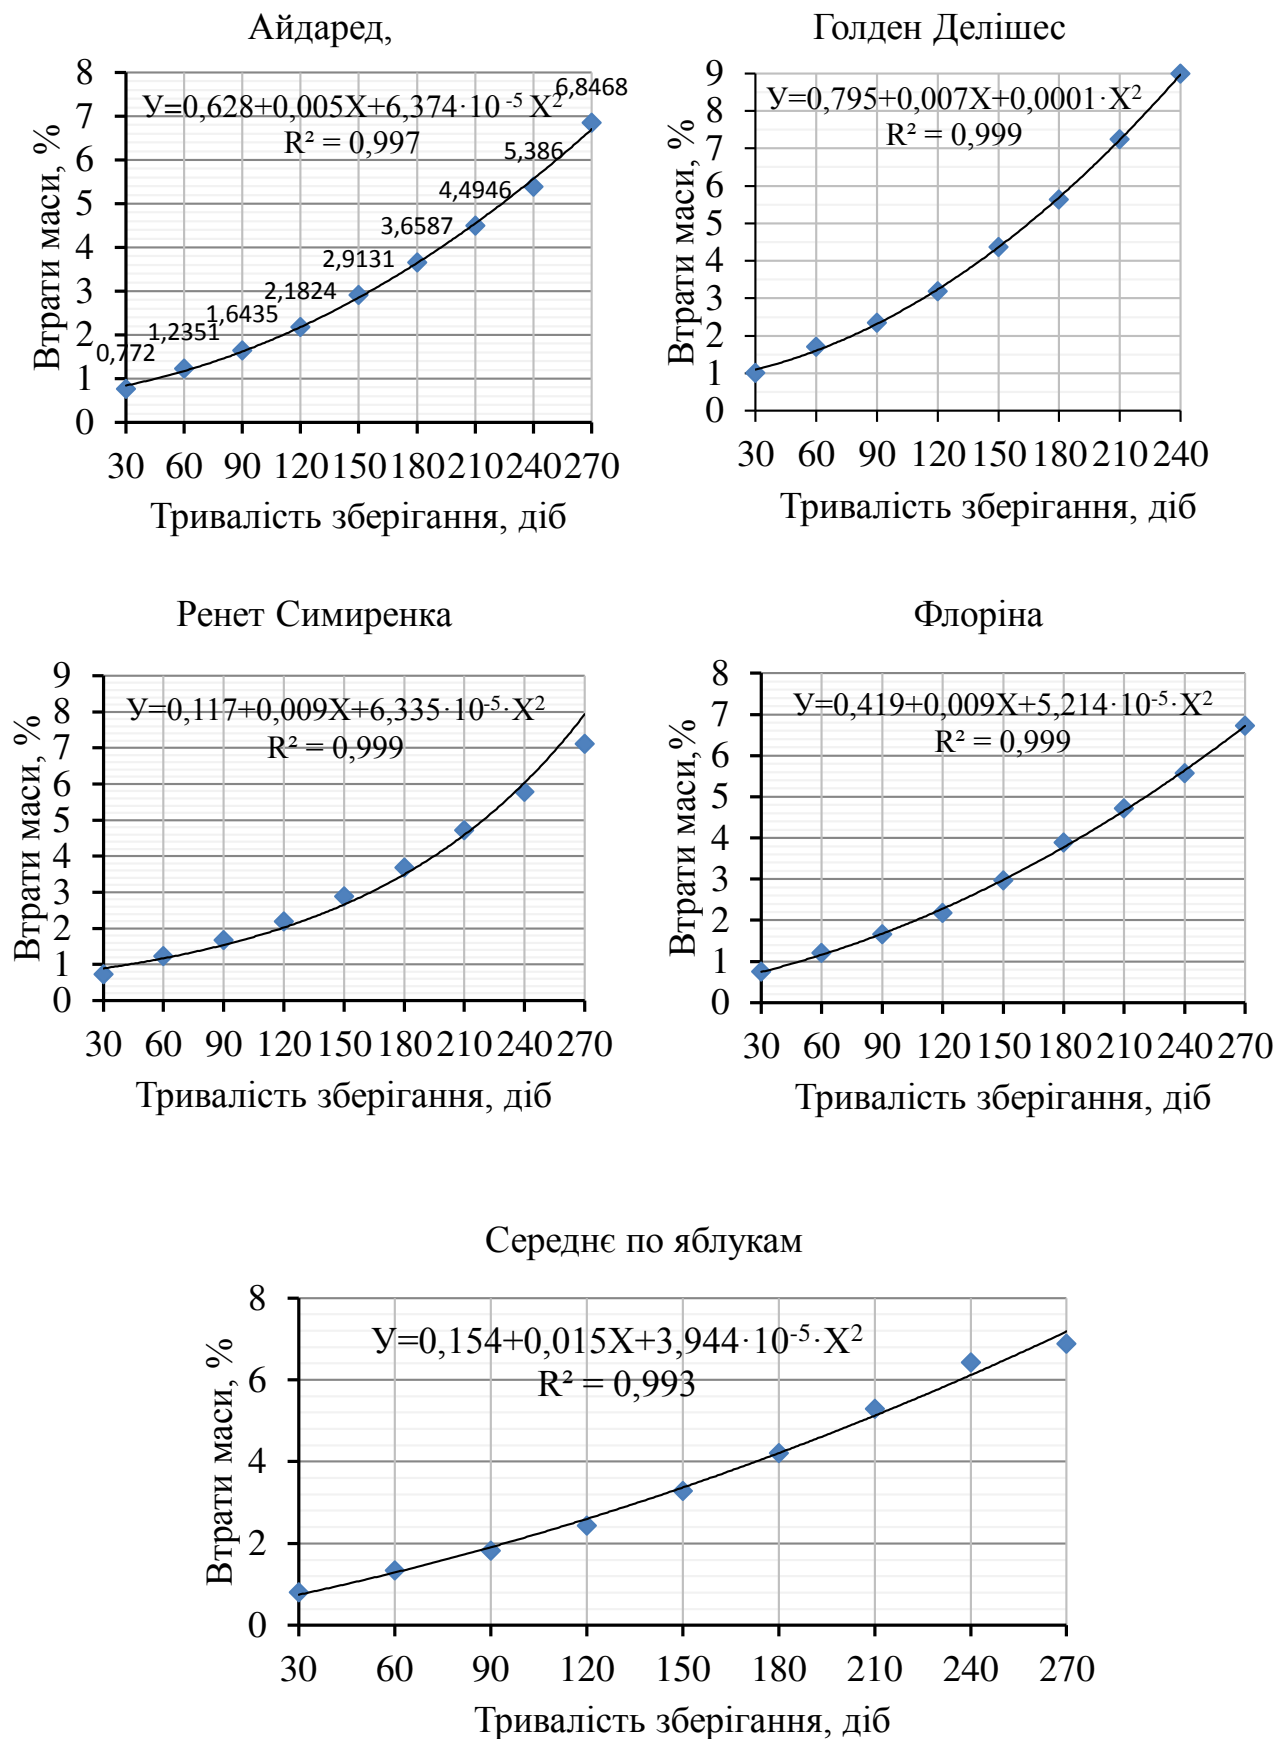 Айдаред,
8
7
6
5
4
3
2
1
0
Втрати маси, %
У=0,628+0,005Х+6,374·10⁻⁵ Х²
R² = 0,997
0,772
1,2351
1,6435
2,1824
2,9131
3,6587
4,4946
5,386
6,8468
30 60 90 120 150 180 210 240 270
Тривалість зберігання, діб
Голден Делішес
9
8
7
6
5
4
3
2
1
0
Втрати маси, %
У=0,795+0,007Х+0,0001·Х²
R² = 0,999
30 60 90 120 150 180 210 240
Тривалість зберігання, діб
Ренет Симиренка
9
8
7
6
5
4
3
2
1
0
Втрати маси, %
У=0,117+0,009Х+6,335·10⁻⁵·Х²
R² = 0,999
30 60 90 120 150 180 210 240 270
Тривалість зберігання, діб
Флоріна
8
7
6
5
4
3
2
1
0
Втрати маси,%
У=0,419+0,009Х+5,214·10⁻⁵·Х²
R² = 0,999
30 60 90 120 150 180 210 240 270
Тривалість зберігання, діб
Середнє по яблукам
8
6
4
2
0
Втрати маси, %
У=0,154+0,015Х+3,944·10⁻⁵·Х²
R² = 0,993
30 60 90 120 150 180 210 240 270
Тривалість зберігання, діб